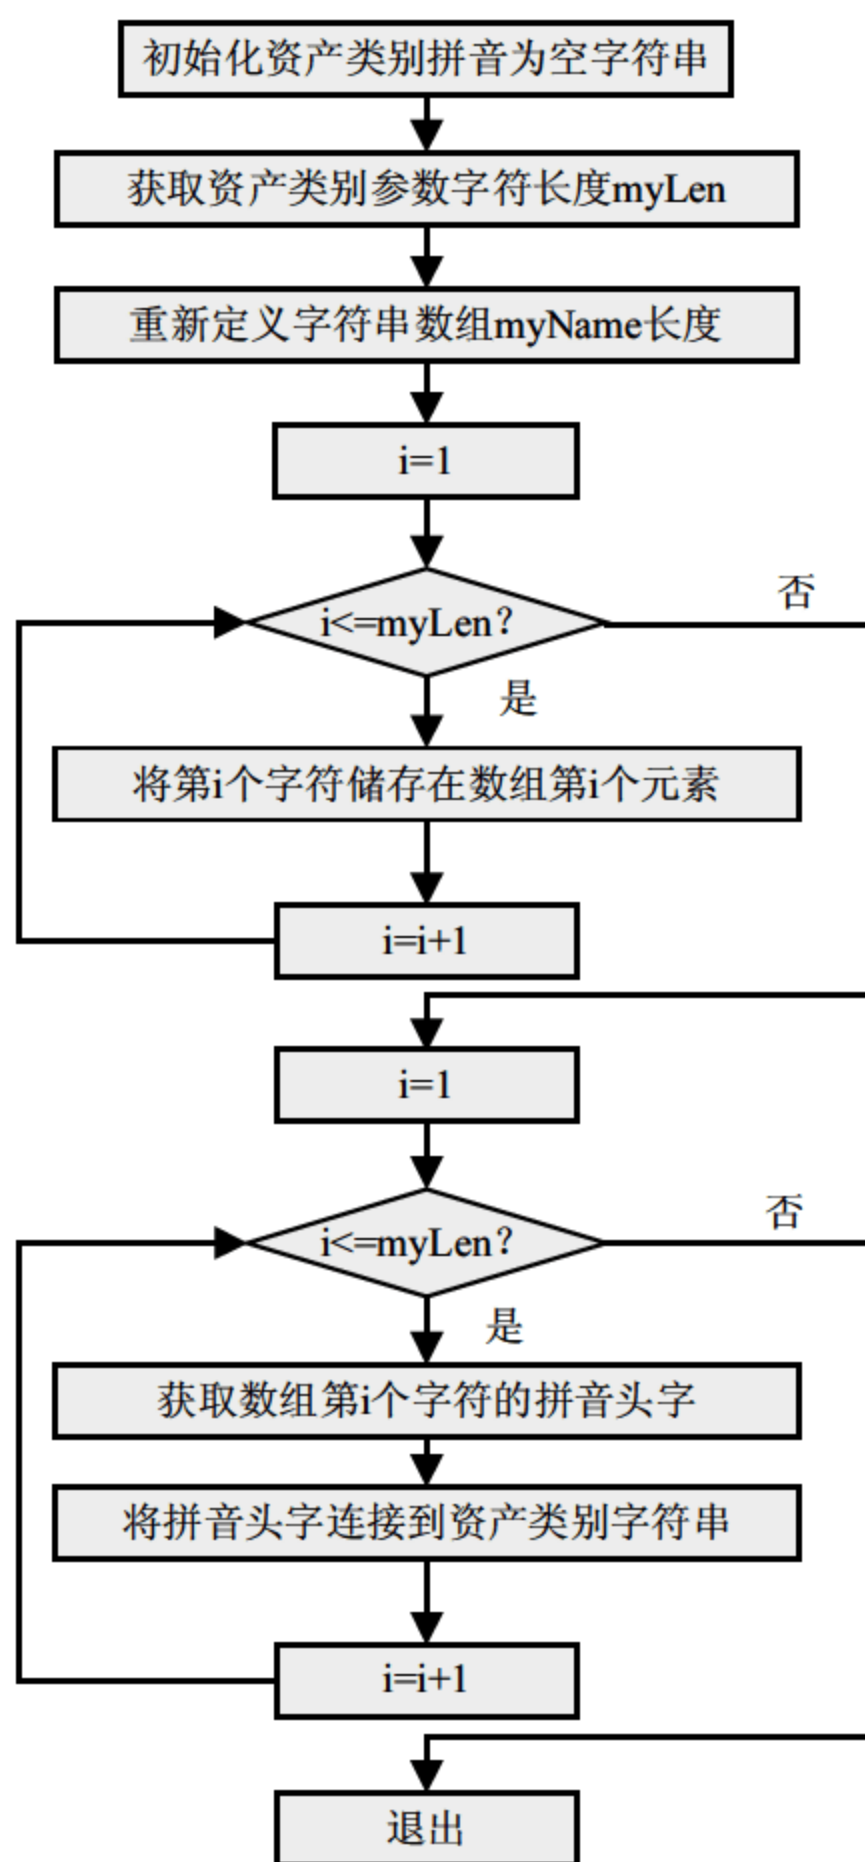 初始化资产类别拼音为空字符串
获取资产类别参数字符长度myLen
重新定义字符串数组myName长度
i=1
i<=myLen？
否
是
将第i个字符储存在数组第i个元素
i=i+1
i=1
i<=myLen？
否
是
获取数组第i个字符的拼音头字
将拼音头字连接到资产类别字符串
i=i+1
退出